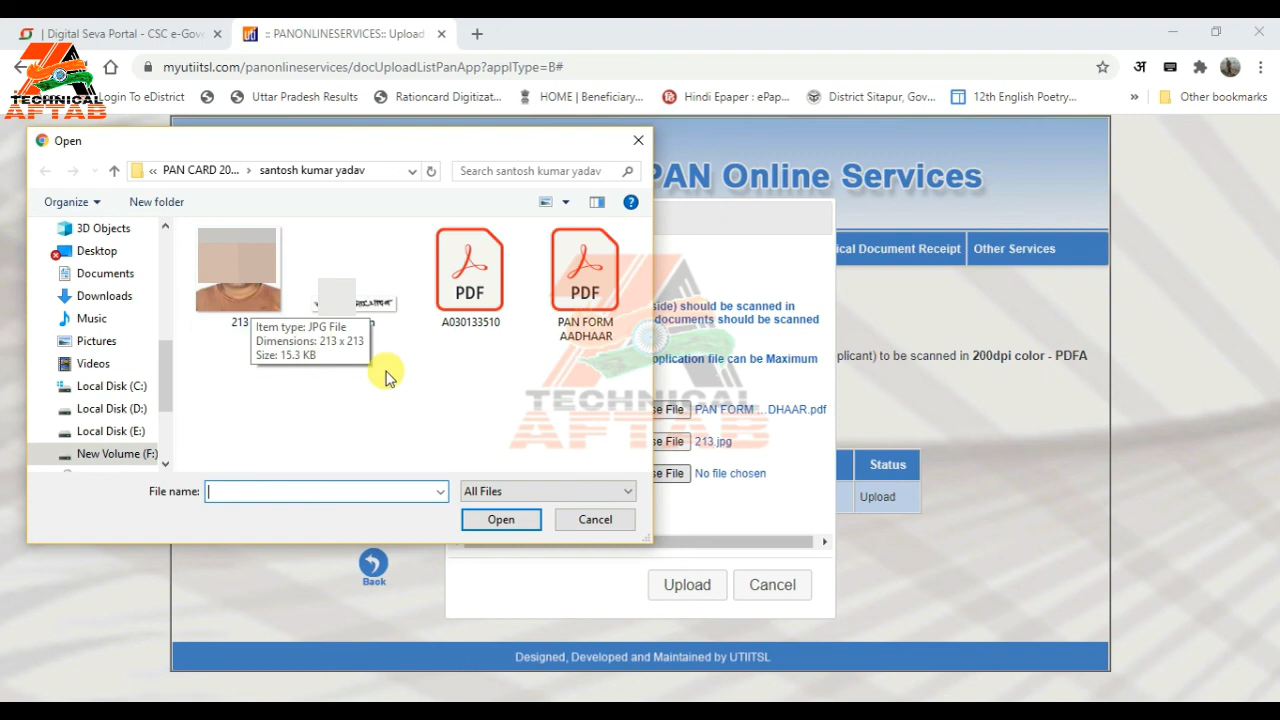 | Digital Seva Portal - CSC e-Gove
:: PANONLINESERVICES:: Upload
myutiitsl.com/panonlineservices/docUploadListPanApp?applType=B#
Login To eDistrict
Uttar Pradesh Results
Rationcard Digitizat...
HOME | Beneficiary...
Hindi Epaper : ePap...
District Sitapur, Gov...
12th English Poetry...
»
Other bookmarks
TECHNICAL
AFTAB
Open
PAN CARD 20...
santosh kumar yadav
Search santosh kumar yadav
PAN Online Services
Organize
New folder
3D Objects
Desktop
Documents
Downloads
Music
Pictures
Videos
Local Disk (C:)
Local Disk (D:)
Local Disk (E:)
New Volume (F:)
213
PDF
A030133510
PDF
PAN FORM
AADHAAR
Item type: JPG File
Dimensions: 213 x 213
Size: 15.3 KB
cal Document Receipt
Other Services
side) should be scanned in
documents should be scanned
plication file can be Maximum
plicant) to be scanned in 200dpi color - PDFA
TECHNICAL
AFTAB
se File PAN FORM ...DHAAR.pdf
se File 213.jpg
se File No file chosen
Status
Upload
File name:
All Files
Open
Cancel
Back
Upload
Cancel
Designed, Developed and Maintained by UTIITSL